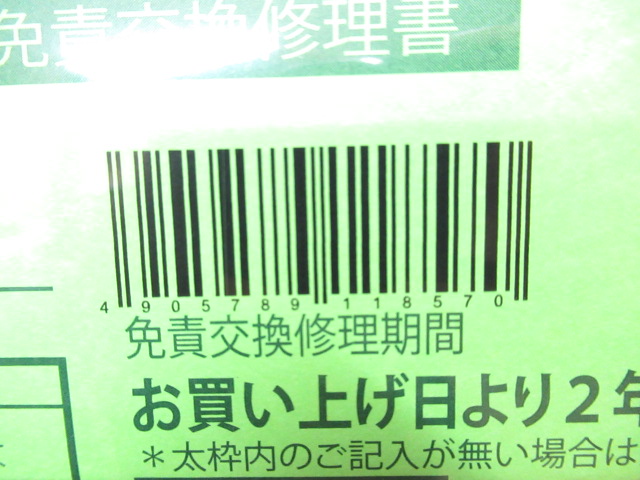 免責交換修理書
4 905789 118570
免責交換修理期間
お買い上げ日より2年
＊太枠内のご記入が無い場合は